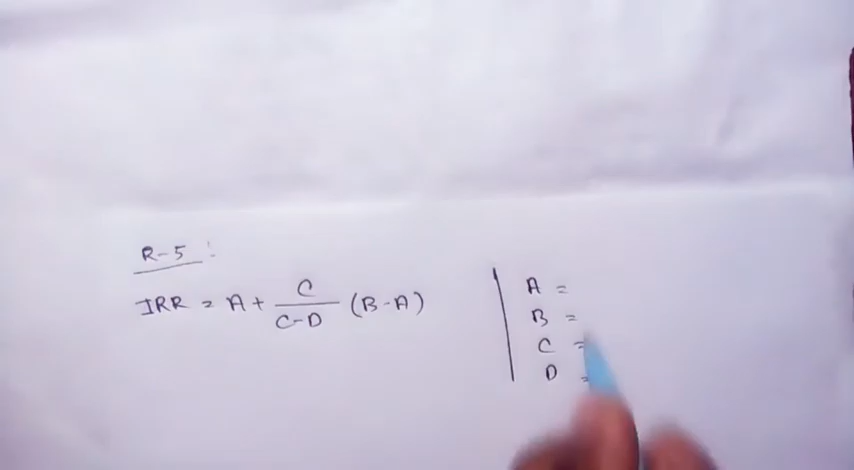 R-5 :
IRR = A + C / C-D (B-A)
A =
B =
C =
D =